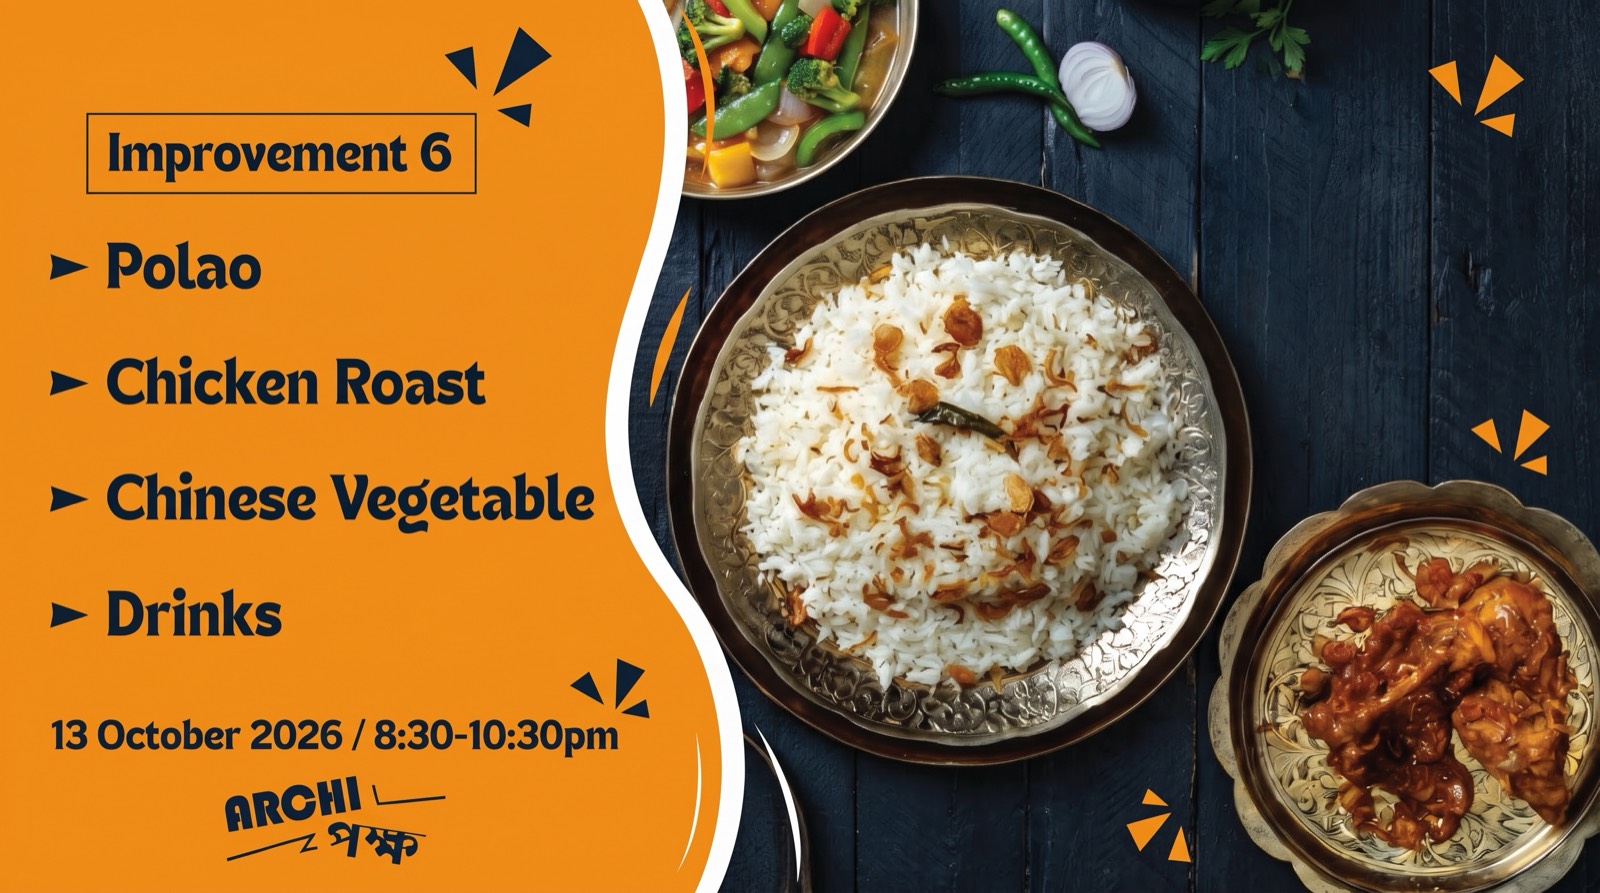 Improvement 6
Polao
Chicken Roast
Chinese Vegetable
Drinks
13 October 2026 / 8:30-10:30pm
ARCHI
পক্ষ